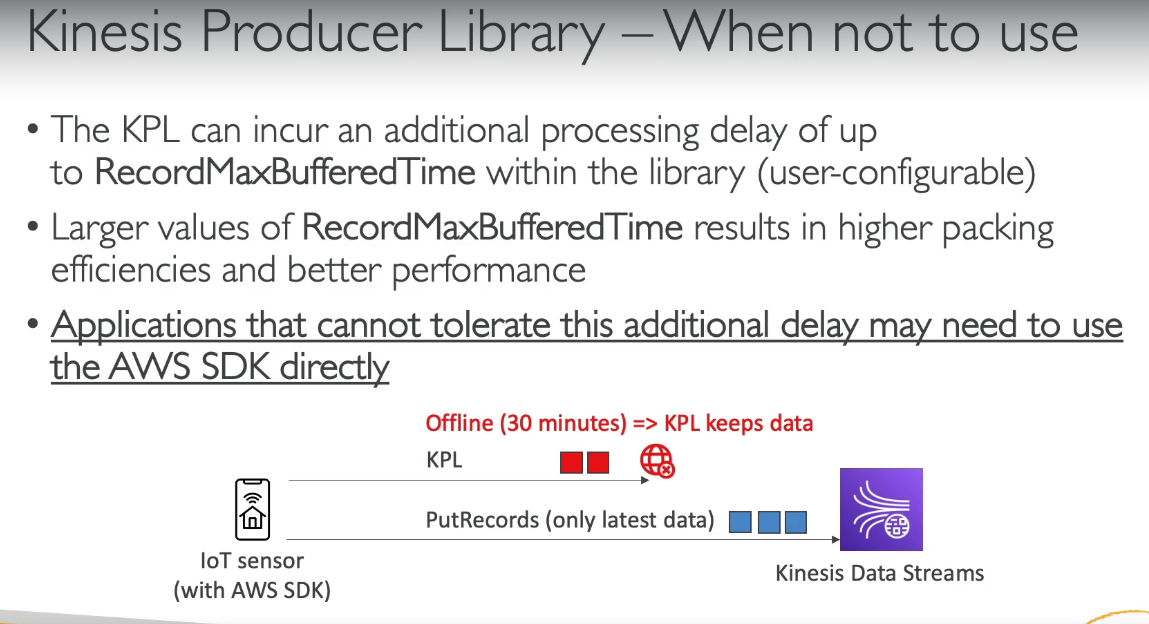 Kinesis Producer Library – When not to use
• The KPL can incur an additional processing delay of up
to RecordMaxBufferedTime within the library (user-configurable)
• Larger values of RecordMaxBufferedTime results in higher packing
efficiencies and better performance
• Applications that cannot tolerate this additional delay may need to use
the AWS SDK directly
Offline (30 minutes) => KPL keeps data
KPL
PutRecords (only latest data)
IoT sensor
(with AWS SDK)
Kinesis Data Streams